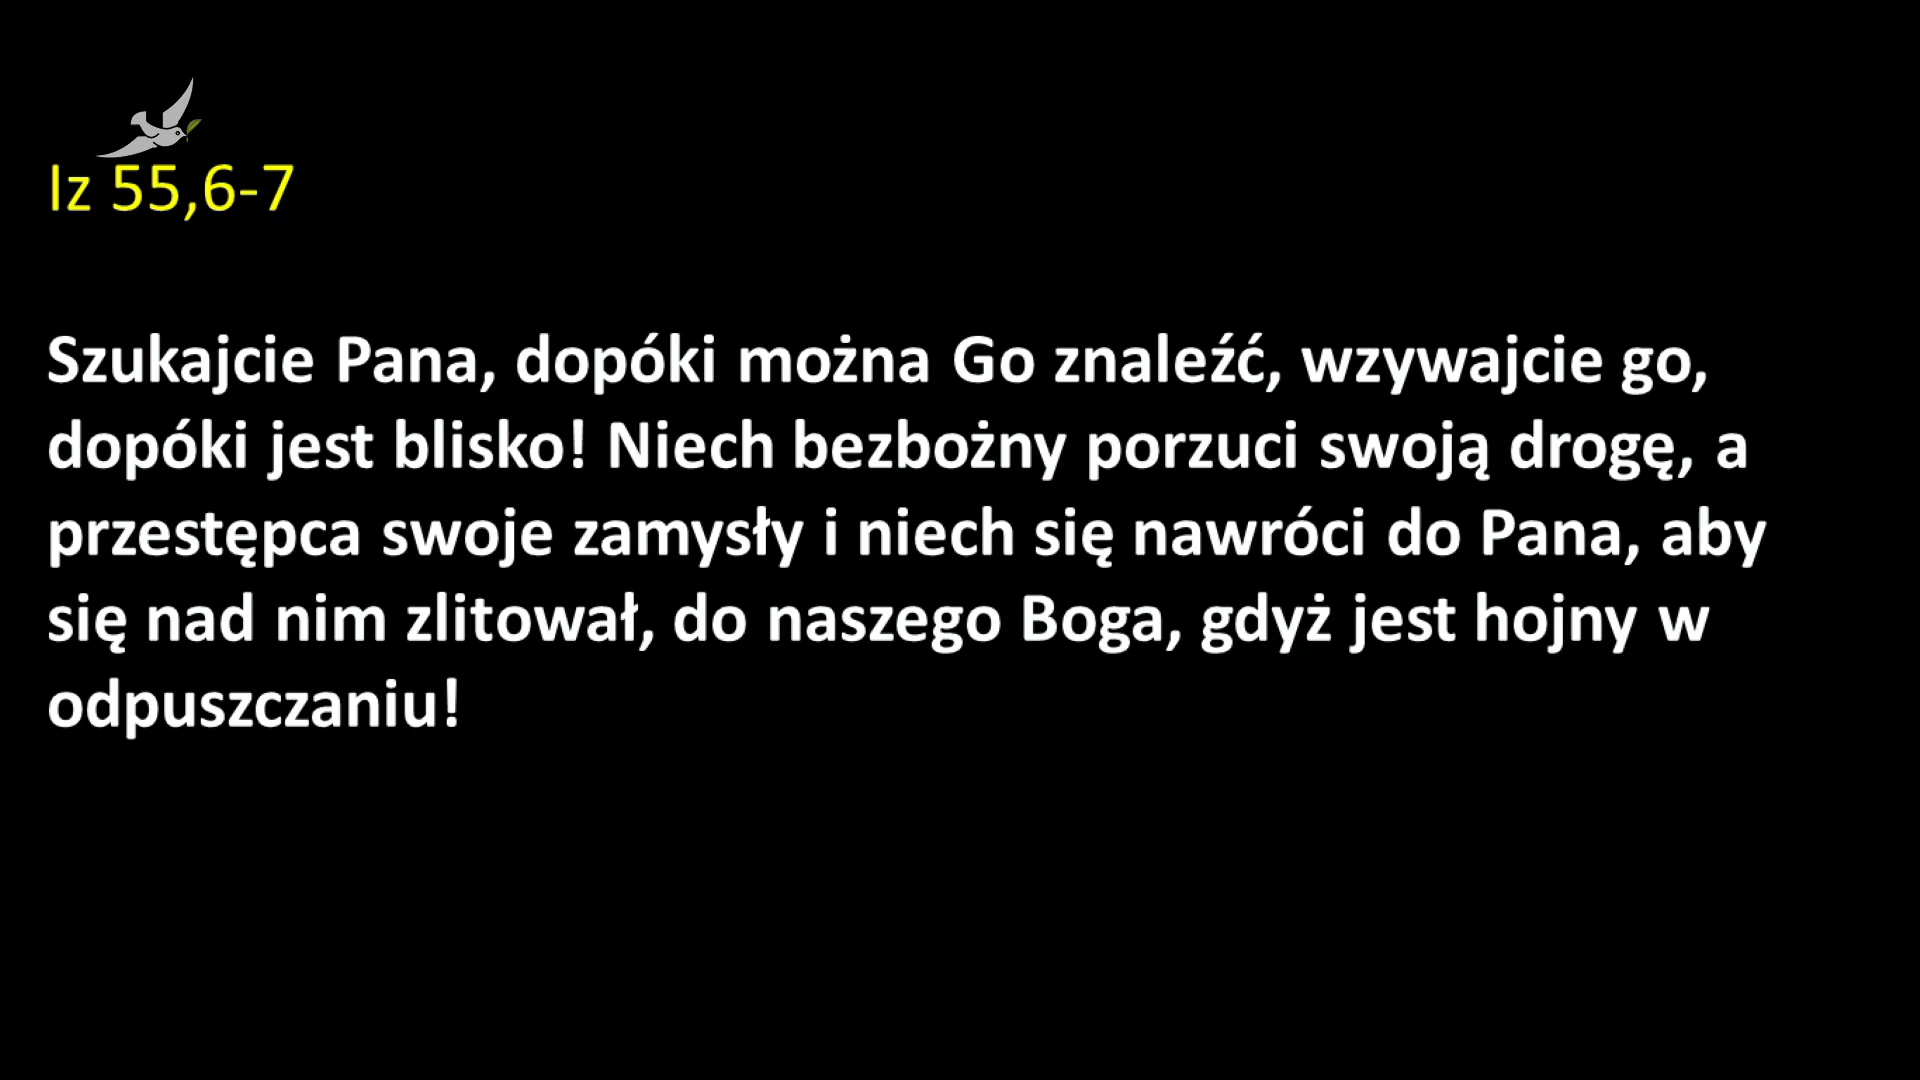 Iz 55,6-7
Szukajcie Pana, dopóki można Go znaleźć, wzywajcie go,
dopóki jest blisko! Niech bezbożny porzuci swoją drogę, a
przestępca swoje zamysły i niech się nawróci do Pana, aby
się nad nim zlitował, do naszego Boga, gdyż jest hojny w
odpuszczaniu!